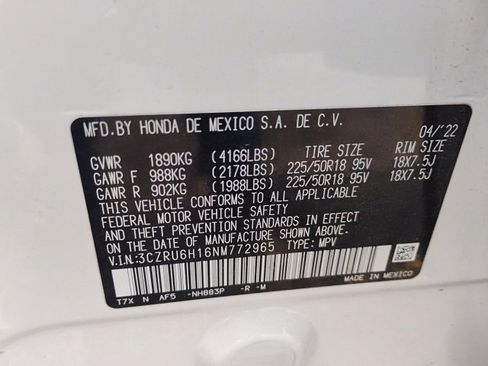 MFD.BY HONDA DE MEXICO S.A. DE C.V. 04/'22
GVWR 1890KG (4166LBS) TIRE SIZE RIM SIZE
GAWR F 988KG (2178LBS) 225/50R18 95V 18X7.5J
GAWR R 902KG (1988LBS) 225/50R18 95V 18X7.5J
THIS VEHICLE CONFORMS TO ALL APPLICABLE
FEDERAL MOTOR VEHICLE SAFETY
AND THEFT PREVENTION STANDARDS IN EFFECT
ON THE DATE OF MANUFACTURE SHOWN ABOVE.
V.I.N:3CZRU6H16NM772965 TYPE: MPV
T7X N AF5 -NH883P -R -M MADE IN MEXICO